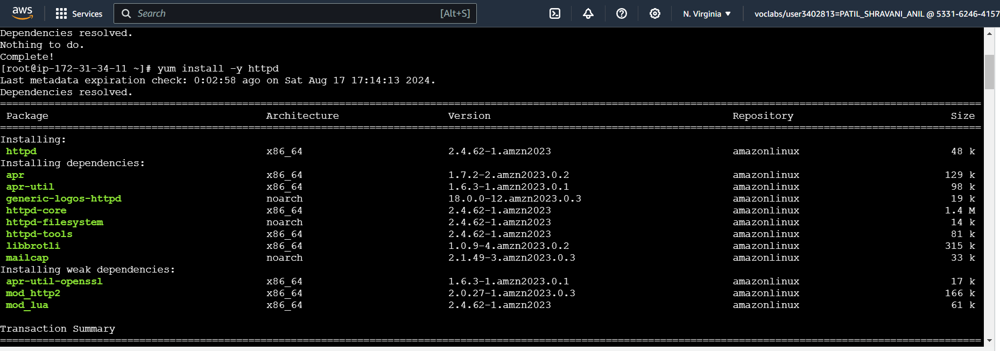 aws Services Search [Alt+S] N. Virginia ▼ voclabs/user3402813=PATIL_SHRAVANI_ANIL @ 5331-6246-4157
Dependencies resolved.
Nothing to do.
Complete!
[root@ip-172-31-34-11 ~]# yum install -y httpd
Last metadata expiration check: 0:02:58 ago on Sat Aug 17 17:14:13 2024.
Dependencies resolved.
Package Architecture Version Repository Size
Installing:
httpd x86_64 2.4.62-1.amzn2023 amazonlinux 48 k
Installing dependencies:
apr x86_64 1.7.2-2.amzn2023.0.2 amazonlinux 129 k
apr-util x86_64 1.6.3-1.amzn2023.0.1 amazonlinux 98 k
generic-logos-httpd noarch 18.0.0-12.amzn2023.0.3 amazonlinux 19 k
httpd-core x86_64 2.4.62-1.amzn2023 amazonlinux 1.4 M
httpd-filesystem noarch 2.4.62-1.amzn2023 amazonlinux 14 k
httpd-tools x86_64 2.4.62-1.amzn2023 amazonlinux 81 k
libbrotli x86_64 1.0.9-4.amzn2023.0.2 amazonlinux 315 k
mailcap noarch 2.1.49-3.amzn2023.0.3 amazonlinux 33 k
Installing weak dependencies:
apr-util-openssl x86_64 1.6.3-1.amzn2023.0.1 amazonlinux 17 k
mod_http2 x86_64 2.0.27-1.amzn2023.0.3 amazonlinux 166 k
mod_lua x86_64 2.4.62-1.amzn2023 amazonlinux 61 k
Transaction Summary